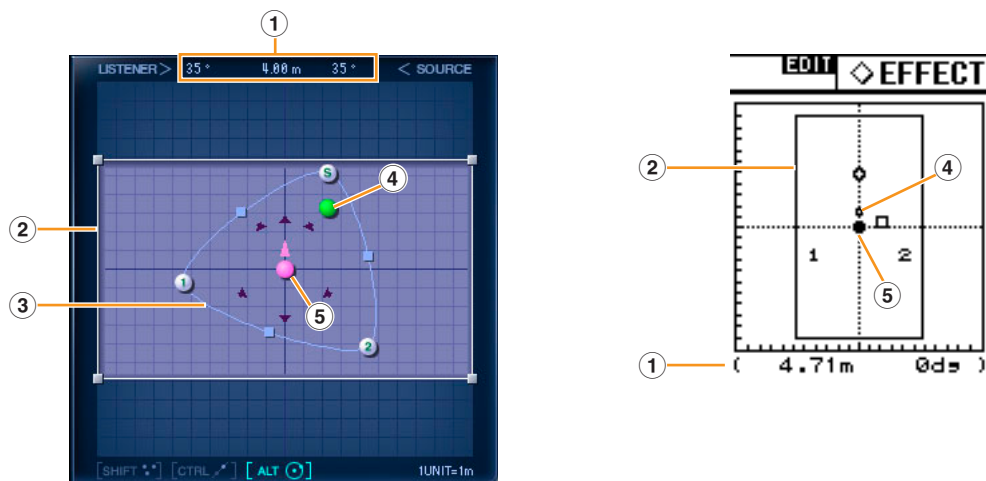 ①
LISTENER> 35° 4.00 m 35° < SOURCE
S
④
②
1
③
⑤
2
[SHIFT] [CTRL] [ALT] 1UNIT=1m
EDIT
◇EFFECT
②
④
1 2
⑤
① ( 4.71m 0ds )